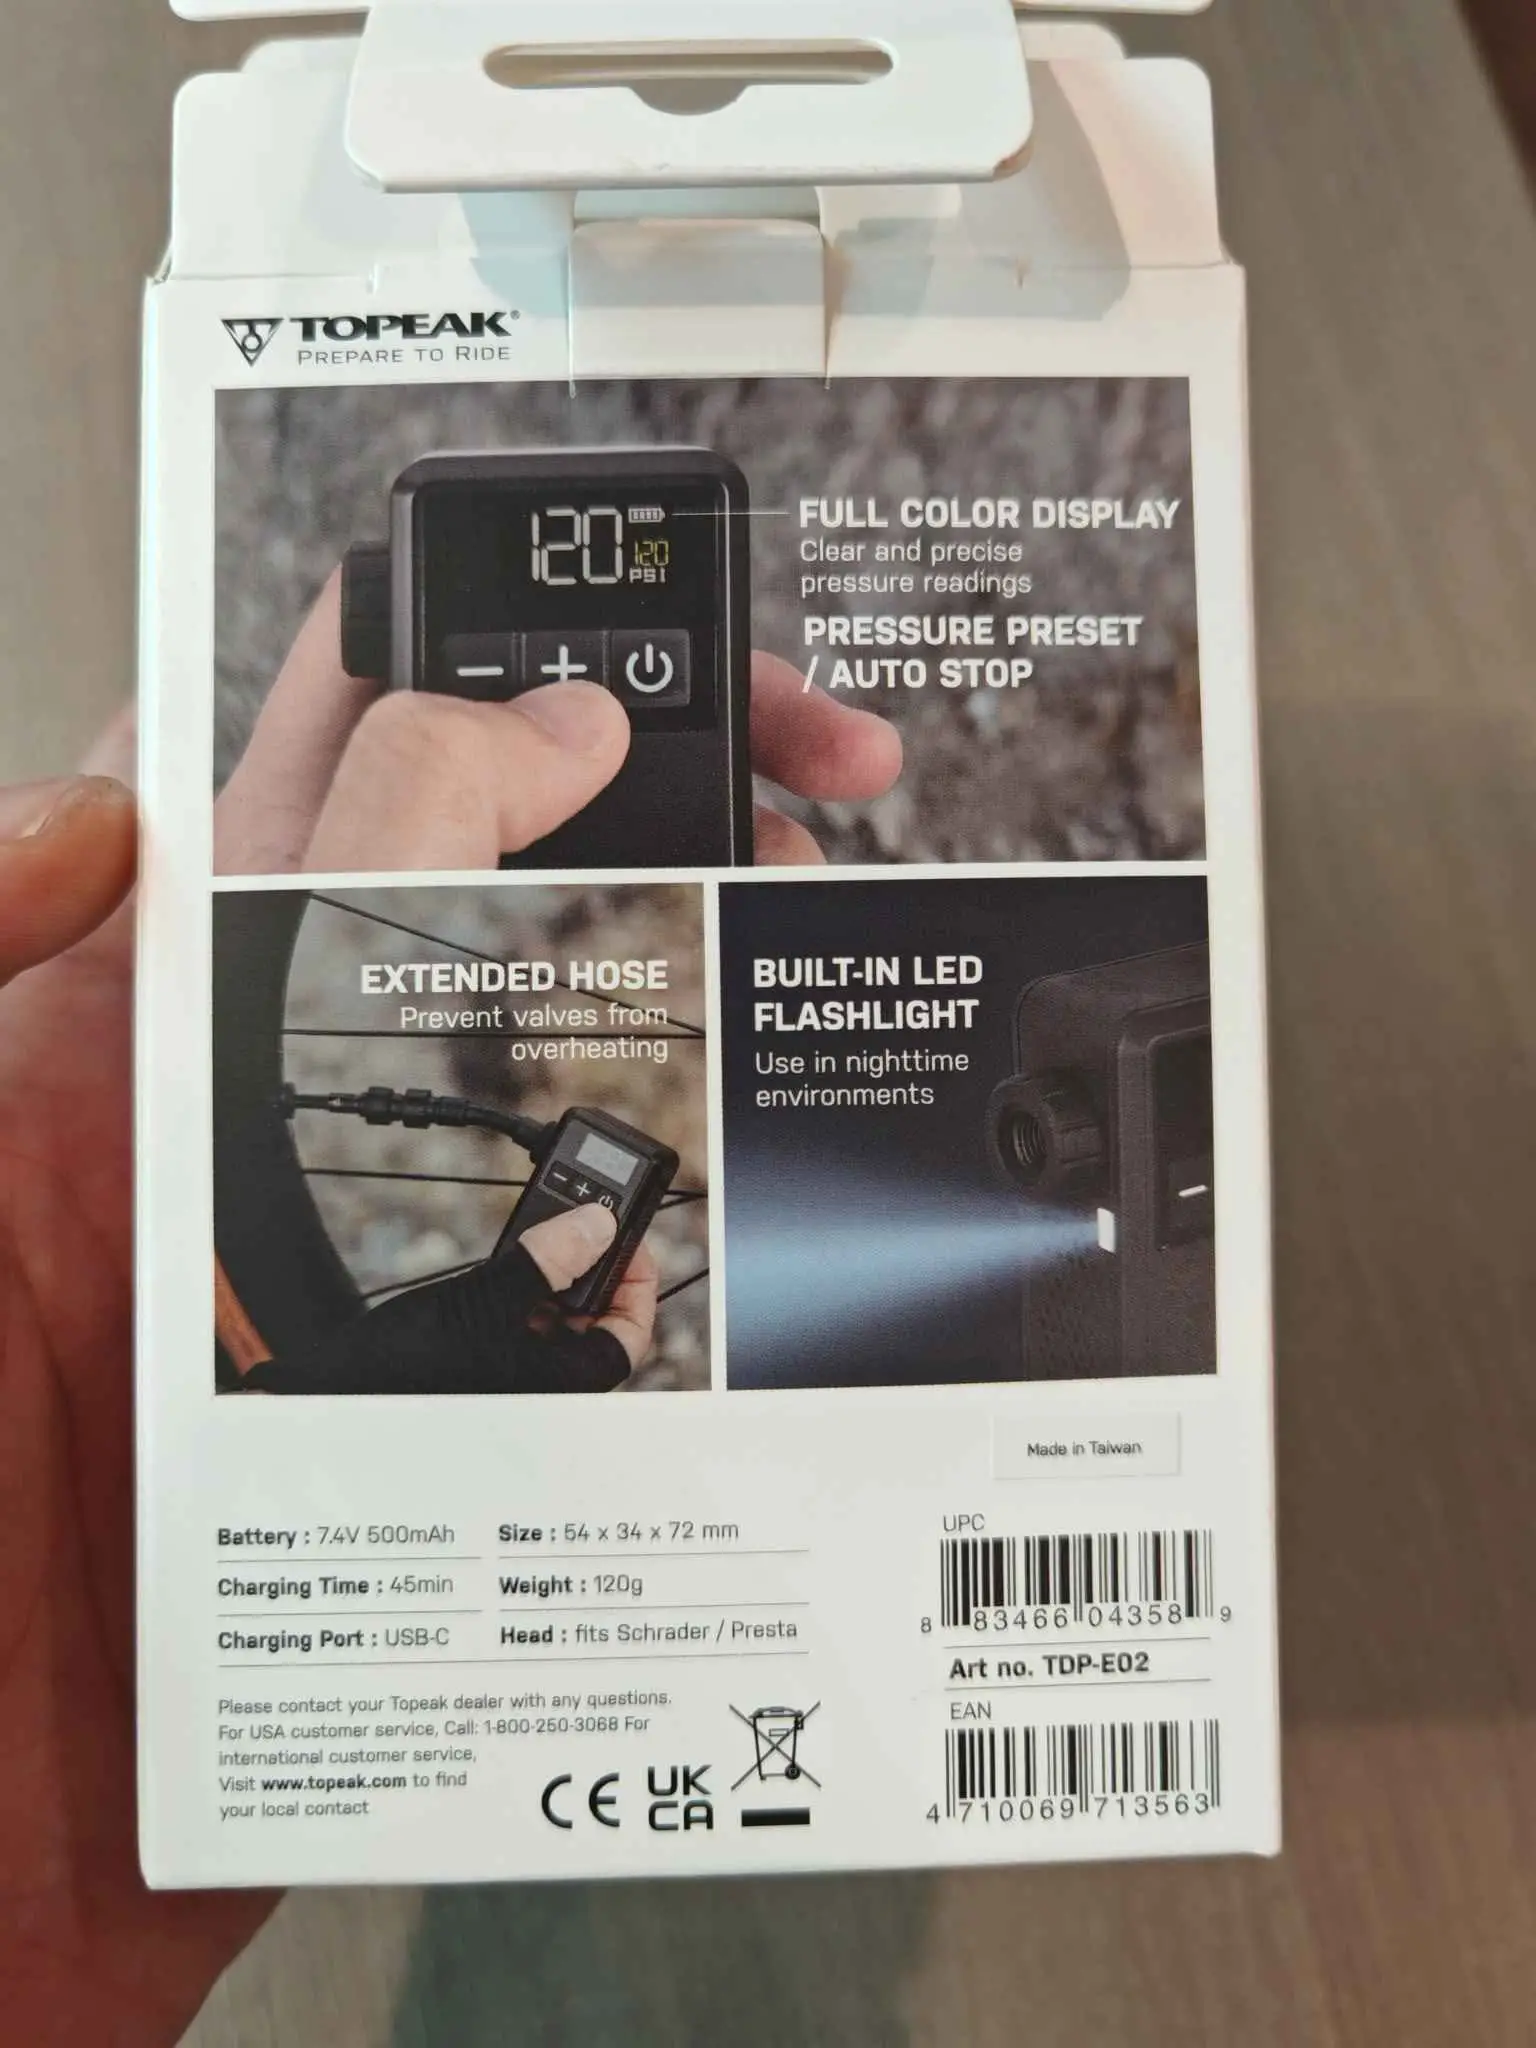 TOPEAK®
PREPARE TO RIDE
120
120
PSI
FULL COLOR DISPLAY
Clear and precise
pressure readings
PRESSURE PRESET
/ AUTO STOP
EXTENDED HOSE
Prevent valves from
overheating
BUILT-IN LED
FLASHLIGHT
Use in nighttime
environments
Made in Taiwan
Battery : 7.4V 500mAh
Charging Time : 45min
Charging Port : USB-C
Size : 54 x 34 x 72 mm
Weight : 120g
Head : fits Schrader / Presta
Please contact your Topeak dealer with any questions.
For USA customer service, Call: 1-800-250-3068 For
international customer service,
Visit www.topeak.com to find
your local contact
CE
UK
CA
UPC
8 83466 04358 9
Art no. TDP-E02
EAN
4 710069 713563